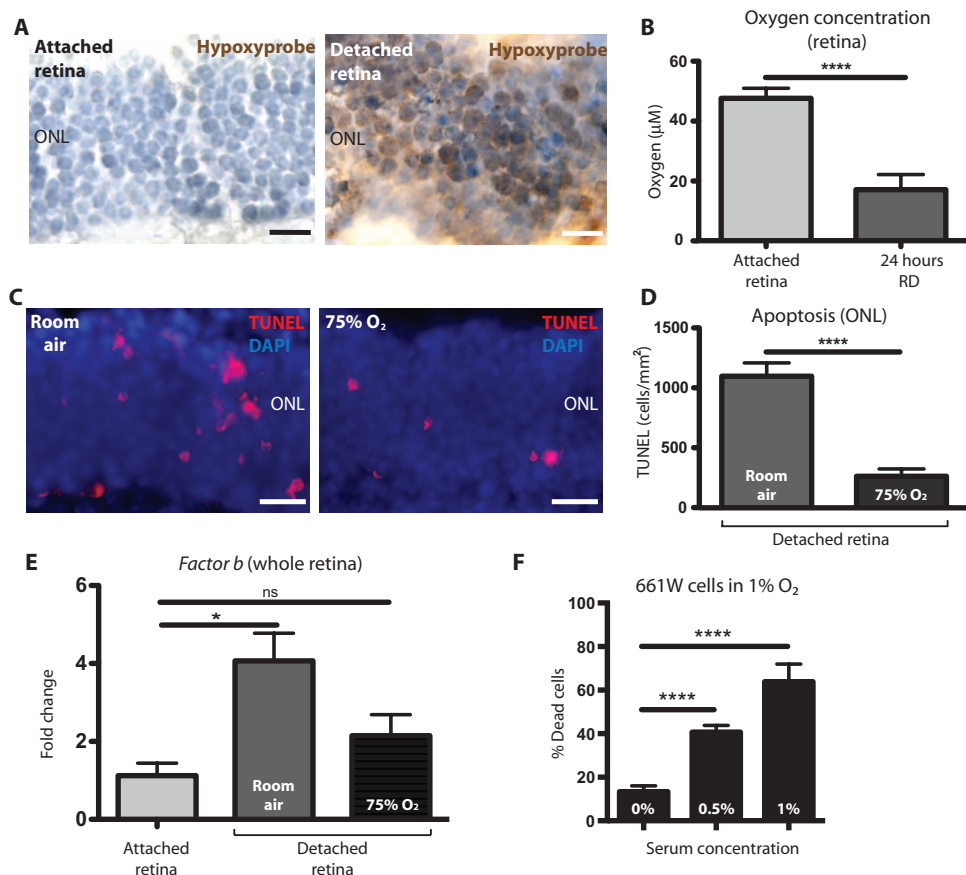 A
Attached
retina
Hypoxyprobe
ONL
Detached
retina
Hypoxyprobe
ONL
B
Oxygen concentration
(retina)
****
60
40
20
0
Oxygen (μM)
Attached
retina
24 hours
RD
C
Room
air
TUNEL
DAPI
ONL
75% O₂
TUNEL
DAPI
ONL
D
Apoptosis (ONL)
****
1500
1000
500
0
TUNEL (cells/mm²)
Room
air
75% O₂
Detached retina
E
Factor b (whole retina)
ns
*
6
4
2
0
Fold change
Room
air
75% O₂
Attached
retina
Detached
retina
F
661W cells in 1% O₂
****
****
100
80
60
40
20
0
% Dead cells
0%
0.5%
1%
Serum concentration